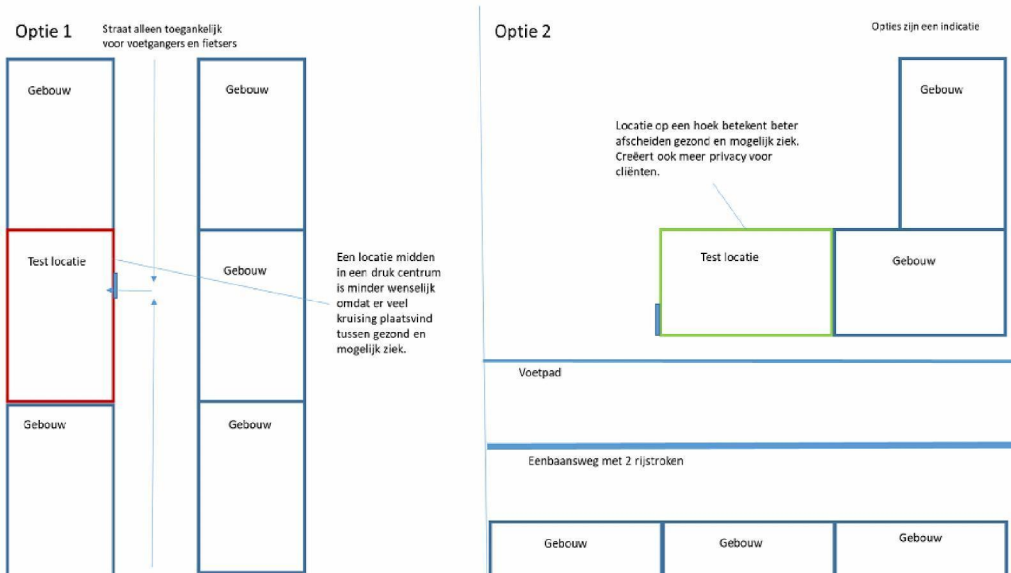 Optie 1
Straat alleen toegankelijk
voor voetgangers en fietsers
Gebouw
Gebouw
Test locatie
Gebouw
Een locatie midden
in een druk centrum
is minder wenselijk
omdat er veel
kruising plaatsvind
tussen gezond en
mogelijk ziek.
Gebouw
Gebouw
Optie 2
Opties zijn een indicatie
Gebouw
Locatie op een hoek betekent beter
afscheiden gezond en mogelijk ziek.
Creëert ook meer privacy voor
cliënten.
Test locatie
Gebouw
Voetpad
Eenbaansweg met 2 rijstroken
Gebouw
Gebouw
Gebouw